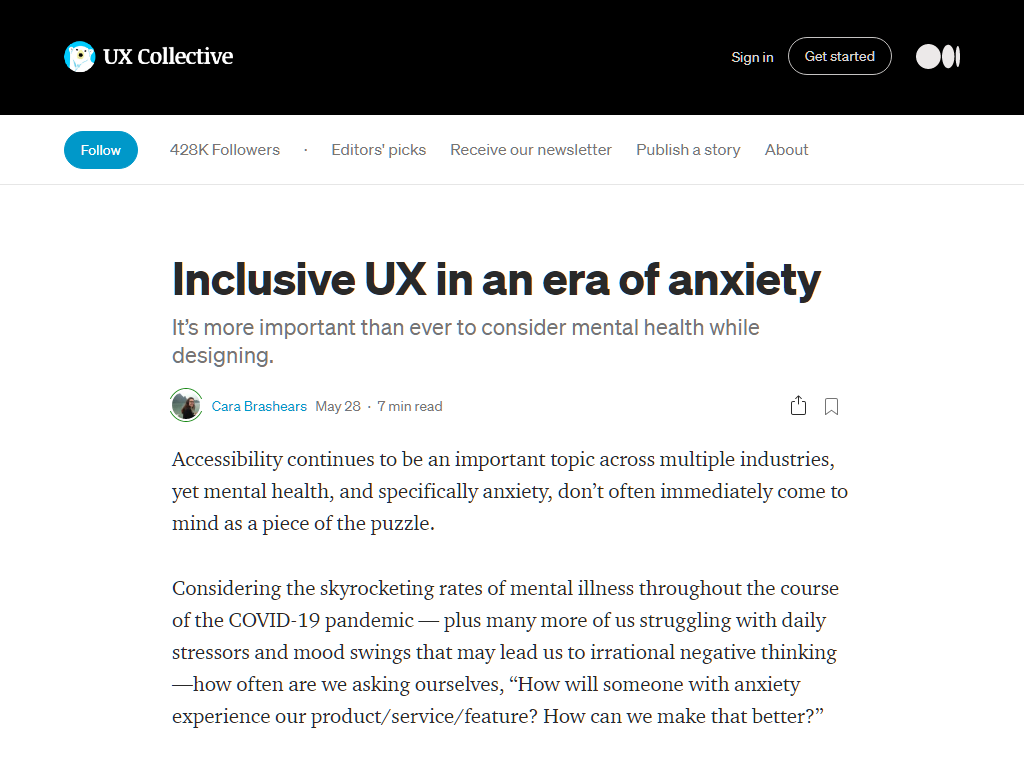 UX Collective
Sign in
Get started
Follow
428K Followers · Editors' picks Receive our newsletter Publish a story About
Inclusive UX in an era of anxiety
It’s more important than ever to consider mental health while
designing.
Cara Brashears May 28 · 7 min read
Accessibility continues to be an important topic across multiple industries,
yet mental health, and specifically anxiety, don’t often immediately come to
mind as a piece of the puzzle.
Considering the skyrocketing rates of mental illness throughout the course
of the COVID-19 pandemic — plus many more of us struggling with daily
stressors and mood swings that may lead us to irrational negative thinking
—how often are we asking ourselves, “How will someone with anxiety
experience our product/service/feature? How can we make that better?”